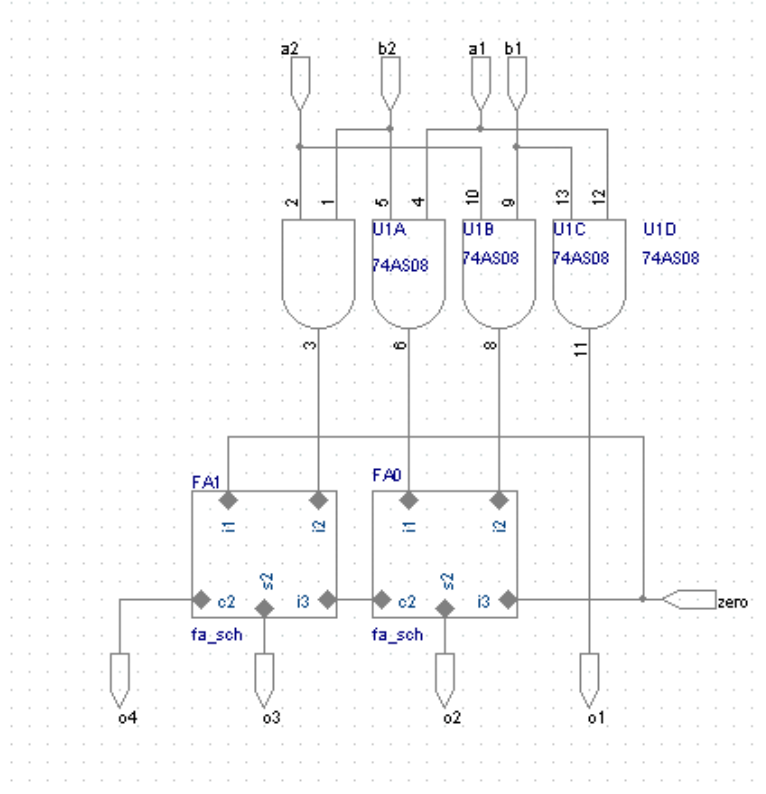 a2 b2 a1 b1
2 1 5 4 10 9 13 12
U1A U1B U1C U1D
74AS08 74AS08 74AS08 74AS08
3 6 8 11
FA1 FA0
i1 i2 i1 i2
s2 s2
c2 i3 c2 i3 zero
fa_sch fa_sch
o4 o3 o2 o1